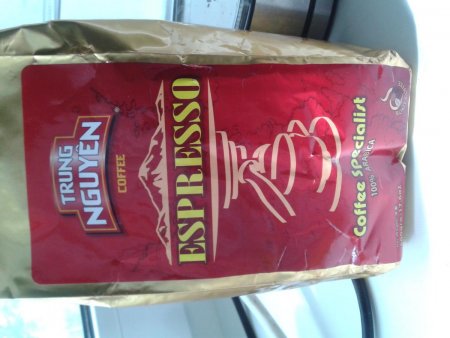 TRUNG
NGUYÊN
COFFEE
ESPRESSO
Coffee Specialist
100% ARABICA